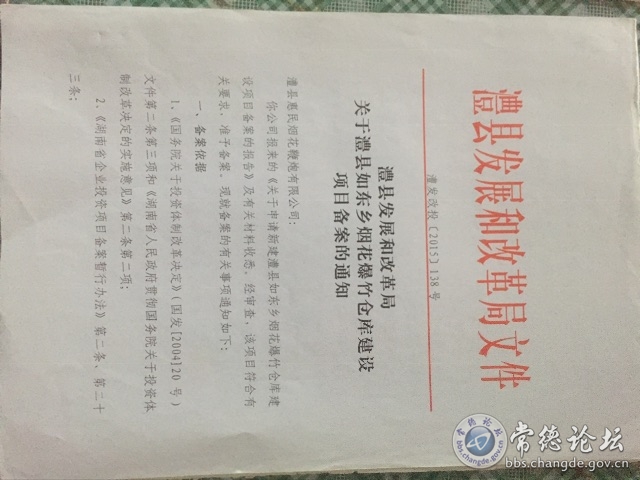 澧县发展和改革局文件
澧发改投〔2015〕138号
澧县发展和改革局
关于澧县如东乡烟花爆竹仓库建设
项目备案的通知
澧县惠民烟花鞭炮有限公司：
你公司报来的《关于申请新建澧县如东乡烟花爆竹仓库建
设项目备案的报告》及有关材料收悉。经审查，该项目符合有
关要求，准予备案。现就备案的有关事项通知如下：
一、备案依据
1、《国务院关于投资体制改革决定》（国发[2004]20号）
文件第二条第三项和《湖南省人民政府贯彻国务院关于投资体
制改革决定的实施意见》第二条第二项；
2、《湖南省企业投资项目备案暂行办法》第二条、第二十
三条；
常德论坛
bbs.changde.gov.cn